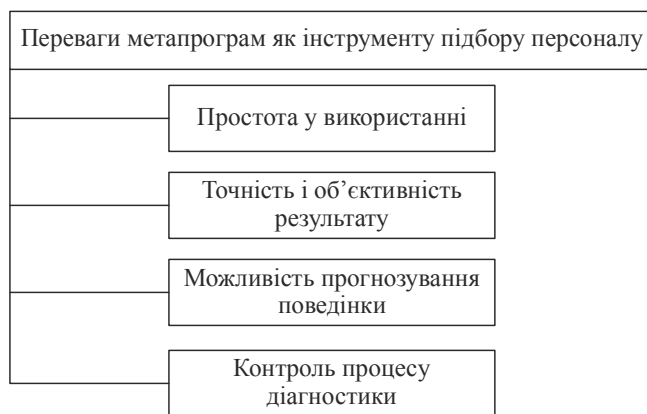 Переваги метапрограм як інструменту підбору персоналу
Простота у використанні
Точність і об’єктивність
результату
Можливість прогнозування
поведінки
Контроль процесу
діагностики